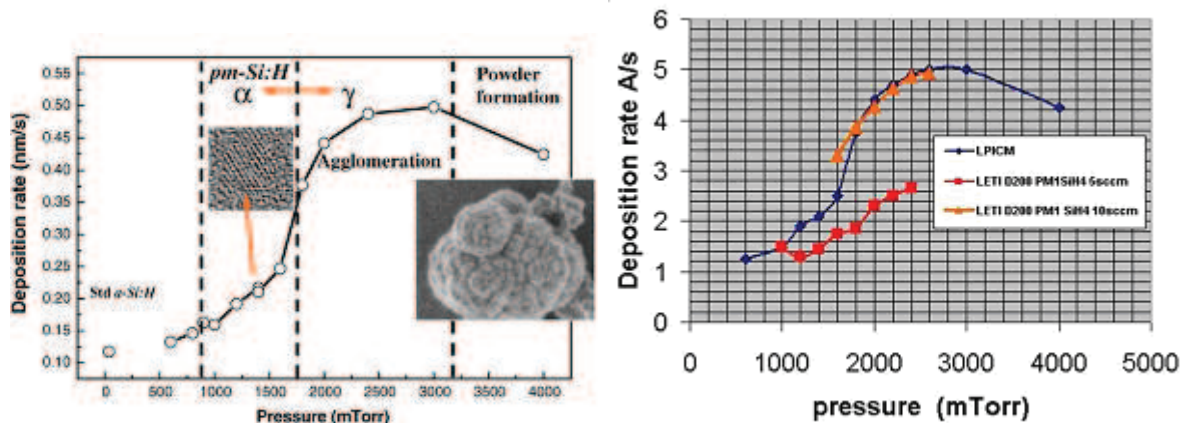 Deposition rate (nm/s)
0.55
0.50
0.45
0.40
0.35
0.30
0.25
0.20
0.15
0.10
pm-Si:H
α γ
Powder
formation
Agglomeration
Std a-Si:H
0 500 1000 1500 2000 2500 3000 3500 4000
Pressure (mTorr)
Deposition rate A/s
6
5
4
3
2
1
0
LPICM
LETI D200 PM1SiH4 5sccm
LETI D200 PM1 SiH4 10sccm
0 1000 2000 3000 4000 5000
pressure (mTorr)